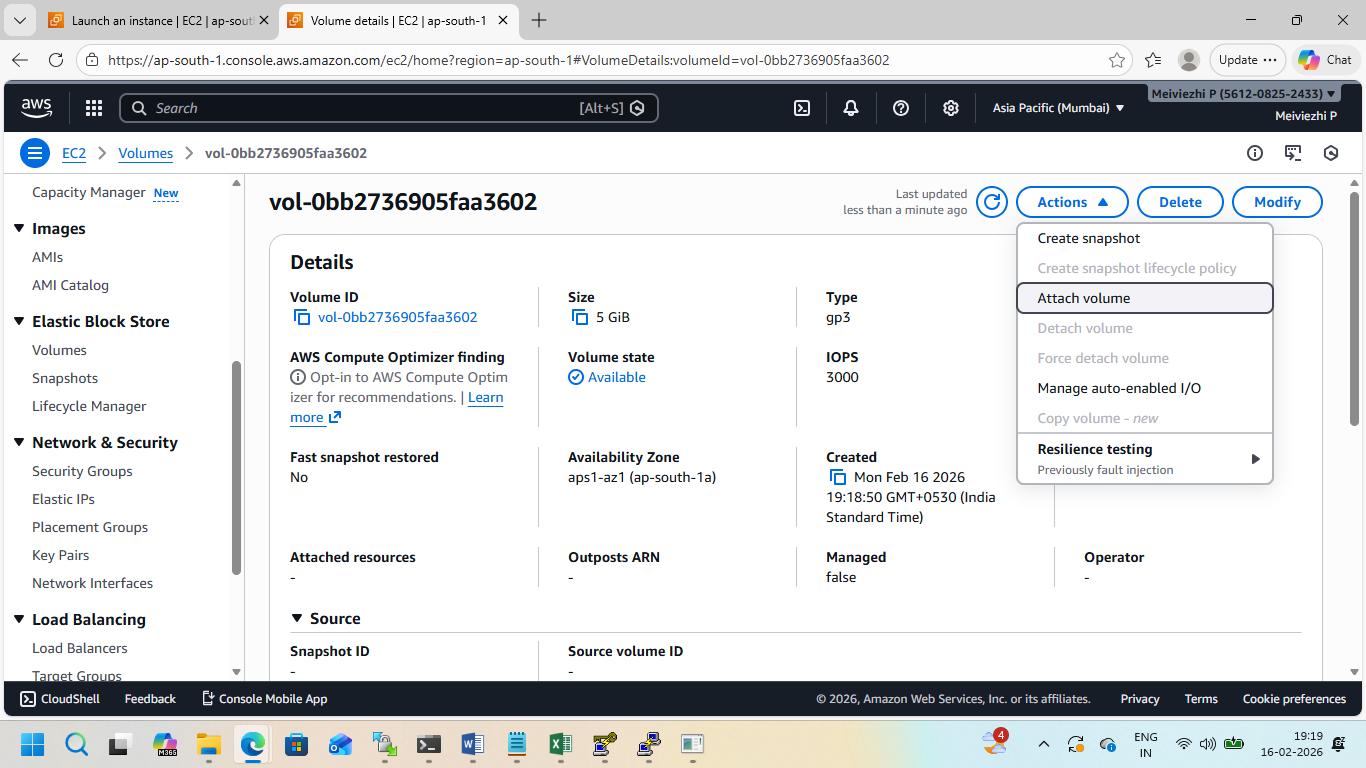 Launch an instance | EC2 | ap-sout
Volume details | EC2 | ap-south-1
https://ap-south-1.console.aws.amazon.com/ec2/home?region=ap-south-1#VolumeDetails:volumeId=vol-0bb2736905faa3602
Update
Chat
aws
Search
[Alt+S]
Asia Pacific (Mumbai)
Meiviezhi P (5612-0825-2433)
Meiviezhi P
EC2
Volumes
vol-0bb2736905faa3602
Capacity Manager New
Images
AMIs
AMI Catalog
Elastic Block Store
Volumes
Snapshots
Lifecycle Manager
Network & Security
Security Groups
Elastic IPs
Placement Groups
Key Pairs
Network Interfaces
Load Balancing
Load Balancers
Target Groups
vol-0bb2736905faa3602
Last updated
less than a minute ago
Actions
Delete
Modify
Create snapshot
Create snapshot lifecycle policy
Attach volume
Detach volume
Force detach volume
Manage auto-enabled I/O
Copy volume - new
Resilience testing
Previously fault injection
Details
Volume ID
vol-0bb2736905faa3602
Size
5 GiB
Type
gp3
AWS Compute Optimizer finding
Opt-in to AWS Compute Optim
izer for recommendations. | Learn
more
Volume state
Available
IOPS
3000
Fast snapshot restored
No
Availability Zone
aps1-az1 (ap-south-1a)
Created
Mon Feb 16 2026
19:18:50 GMT+0530 (India
Standard Time)
Attached resources
-
Outposts ARN
-
Managed
false
Operator
-
Source
Snapshot ID
-
Source volume ID
-
CloudShell
Feedback
Console Mobile App
© 2026, Amazon Web Services, Inc. or its affiliates.
Privacy
Terms
Cookie preferences
M365
4
ENG
IN
19:19
16-02-2026